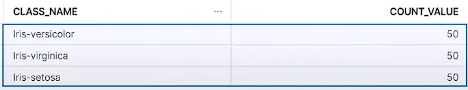 CLASS_NAME ... COUNT_VALUE
Iris-versicolor 50
Iris-virginica 50
Iris-setosa 50